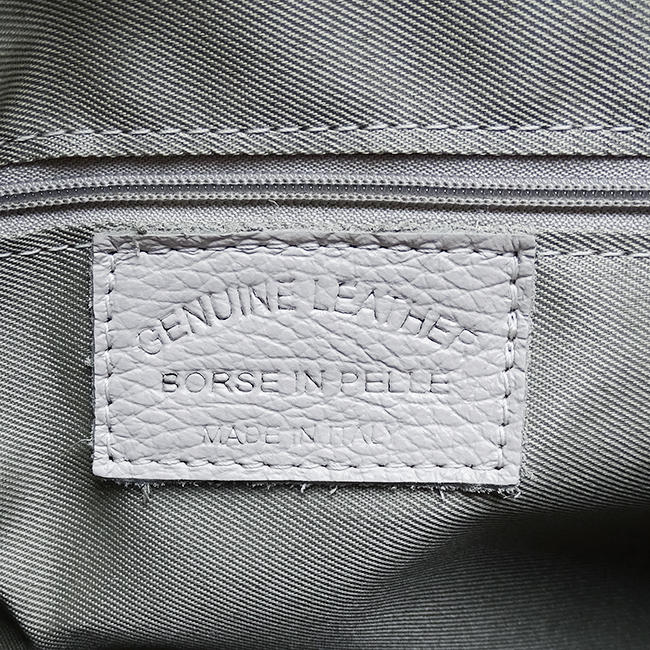 GENUINE LEATHER
BORSE IN PELLE
MADE IN ITALY